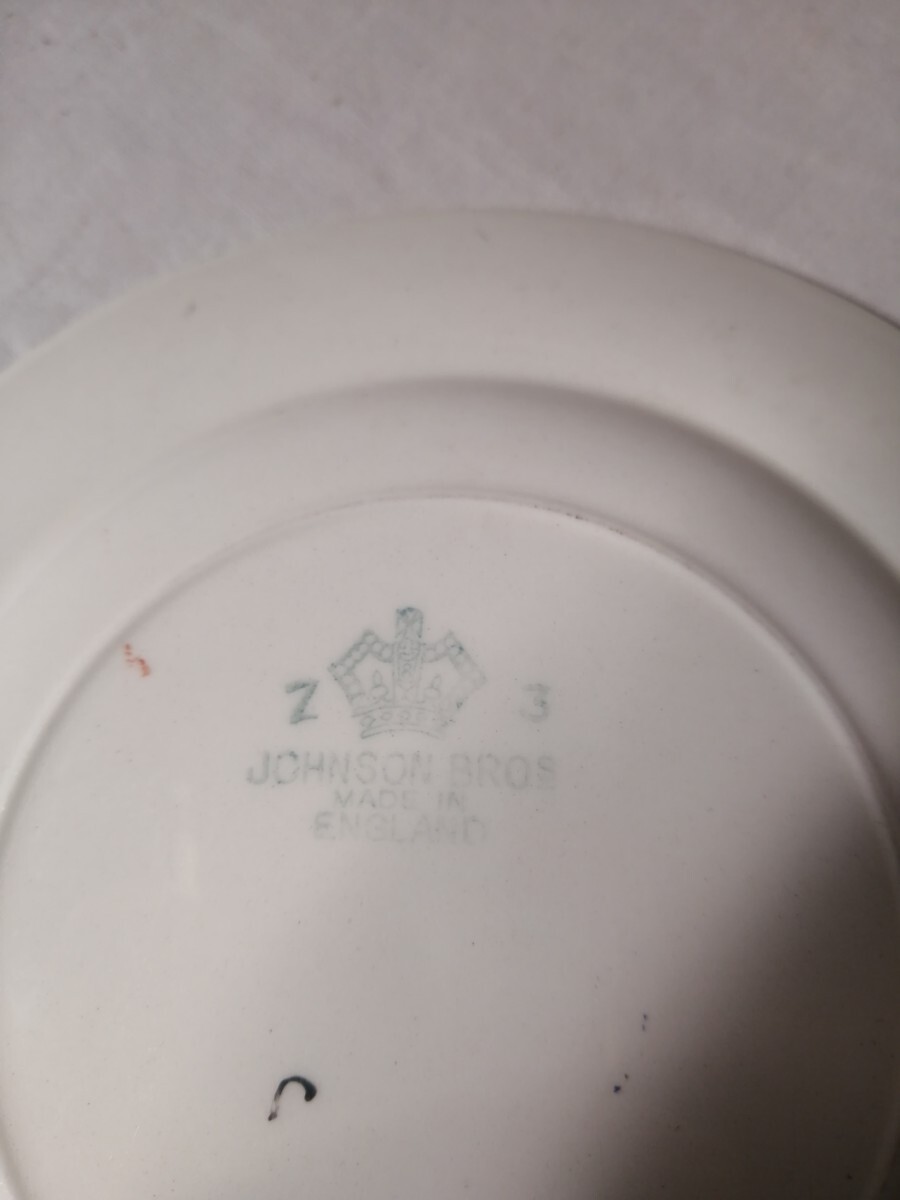 Z 3
JOHNSON BROS
MADE IN
ENGLAND